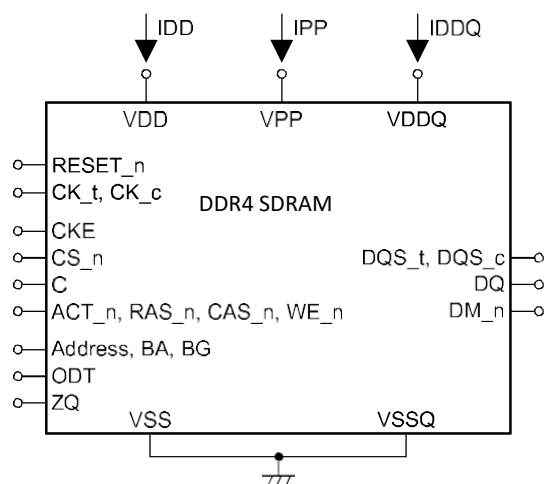 IDD IPP IDDQ
VDD VPP VDDQ
RESET_n
CK_t, CK_c
DDR4 SDRAM
CKE
CS_n DQS_t, DQS_c
C DQ
ACT_n, RAS_n, CAS_n, WE_n DM_n
Address, BA, BG
ODT
ZQ
VSS VSSQ